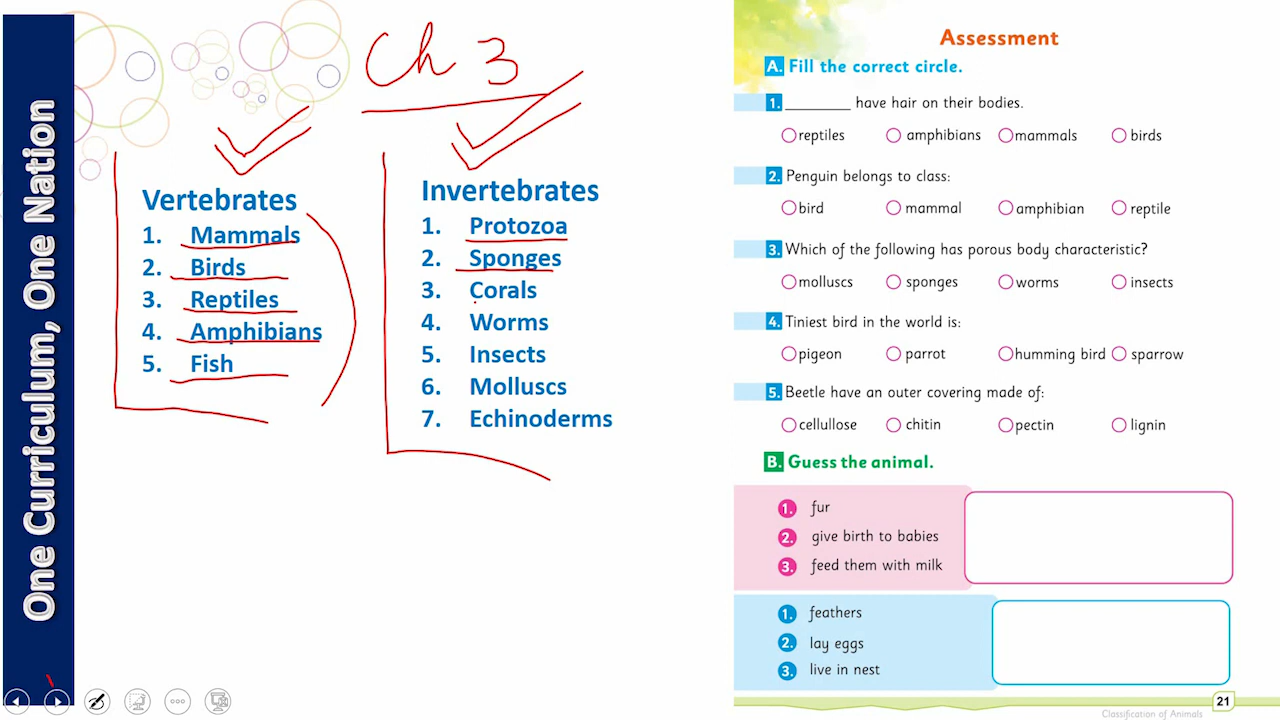 One Curriculum, One Nation
Ch 3
Vertebrates
1. Mammals
2. Birds
3. Reptiles
4. Amphibians
5. Fish
Invertebrates
1. Protozoa
2. Sponges
3. Corals
4. Worms
5. Insects
6. Molluscs
7. Echinoderms
Assessment
A. Fill the correct circle.
1. ________ have hair on their bodies.
reptiles amphibians mammals birds
2. Penguin belongs to class:
bird mammal amphibian reptile
3. Which of the following has porous body characteristic?
molluscs sponges worms insects
4. Tiniest bird in the world is:
pigeon parrot humming bird sparrow
5. Beetle have an outer covering made of:
cellullose chitin pectin lignin
B. Guess the animal.
1. fur
2. give birth to babies
3. feed them with milk
1. feathers
2. lay eggs
3. live in nest
21
Classification of Animals